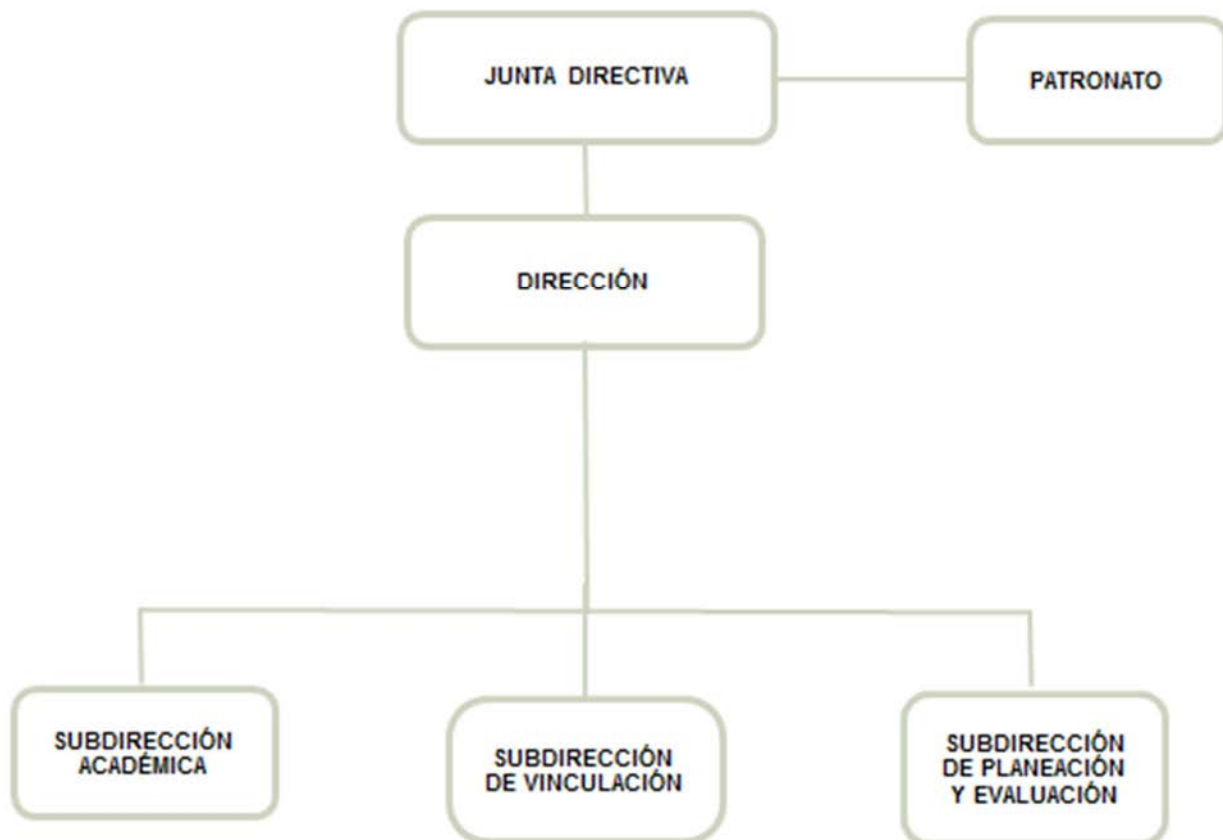 JUNTA DIRECTIVA
PATRONATO
DIRECCIÓN
SUBDIRECCIÓN
ACADÉMICA
SUBDIRECCIÓN
DE VINCULACIÓN
SUBDIRECCIÓN
DE PLANEACIÓN
Y EVALUACIÓN